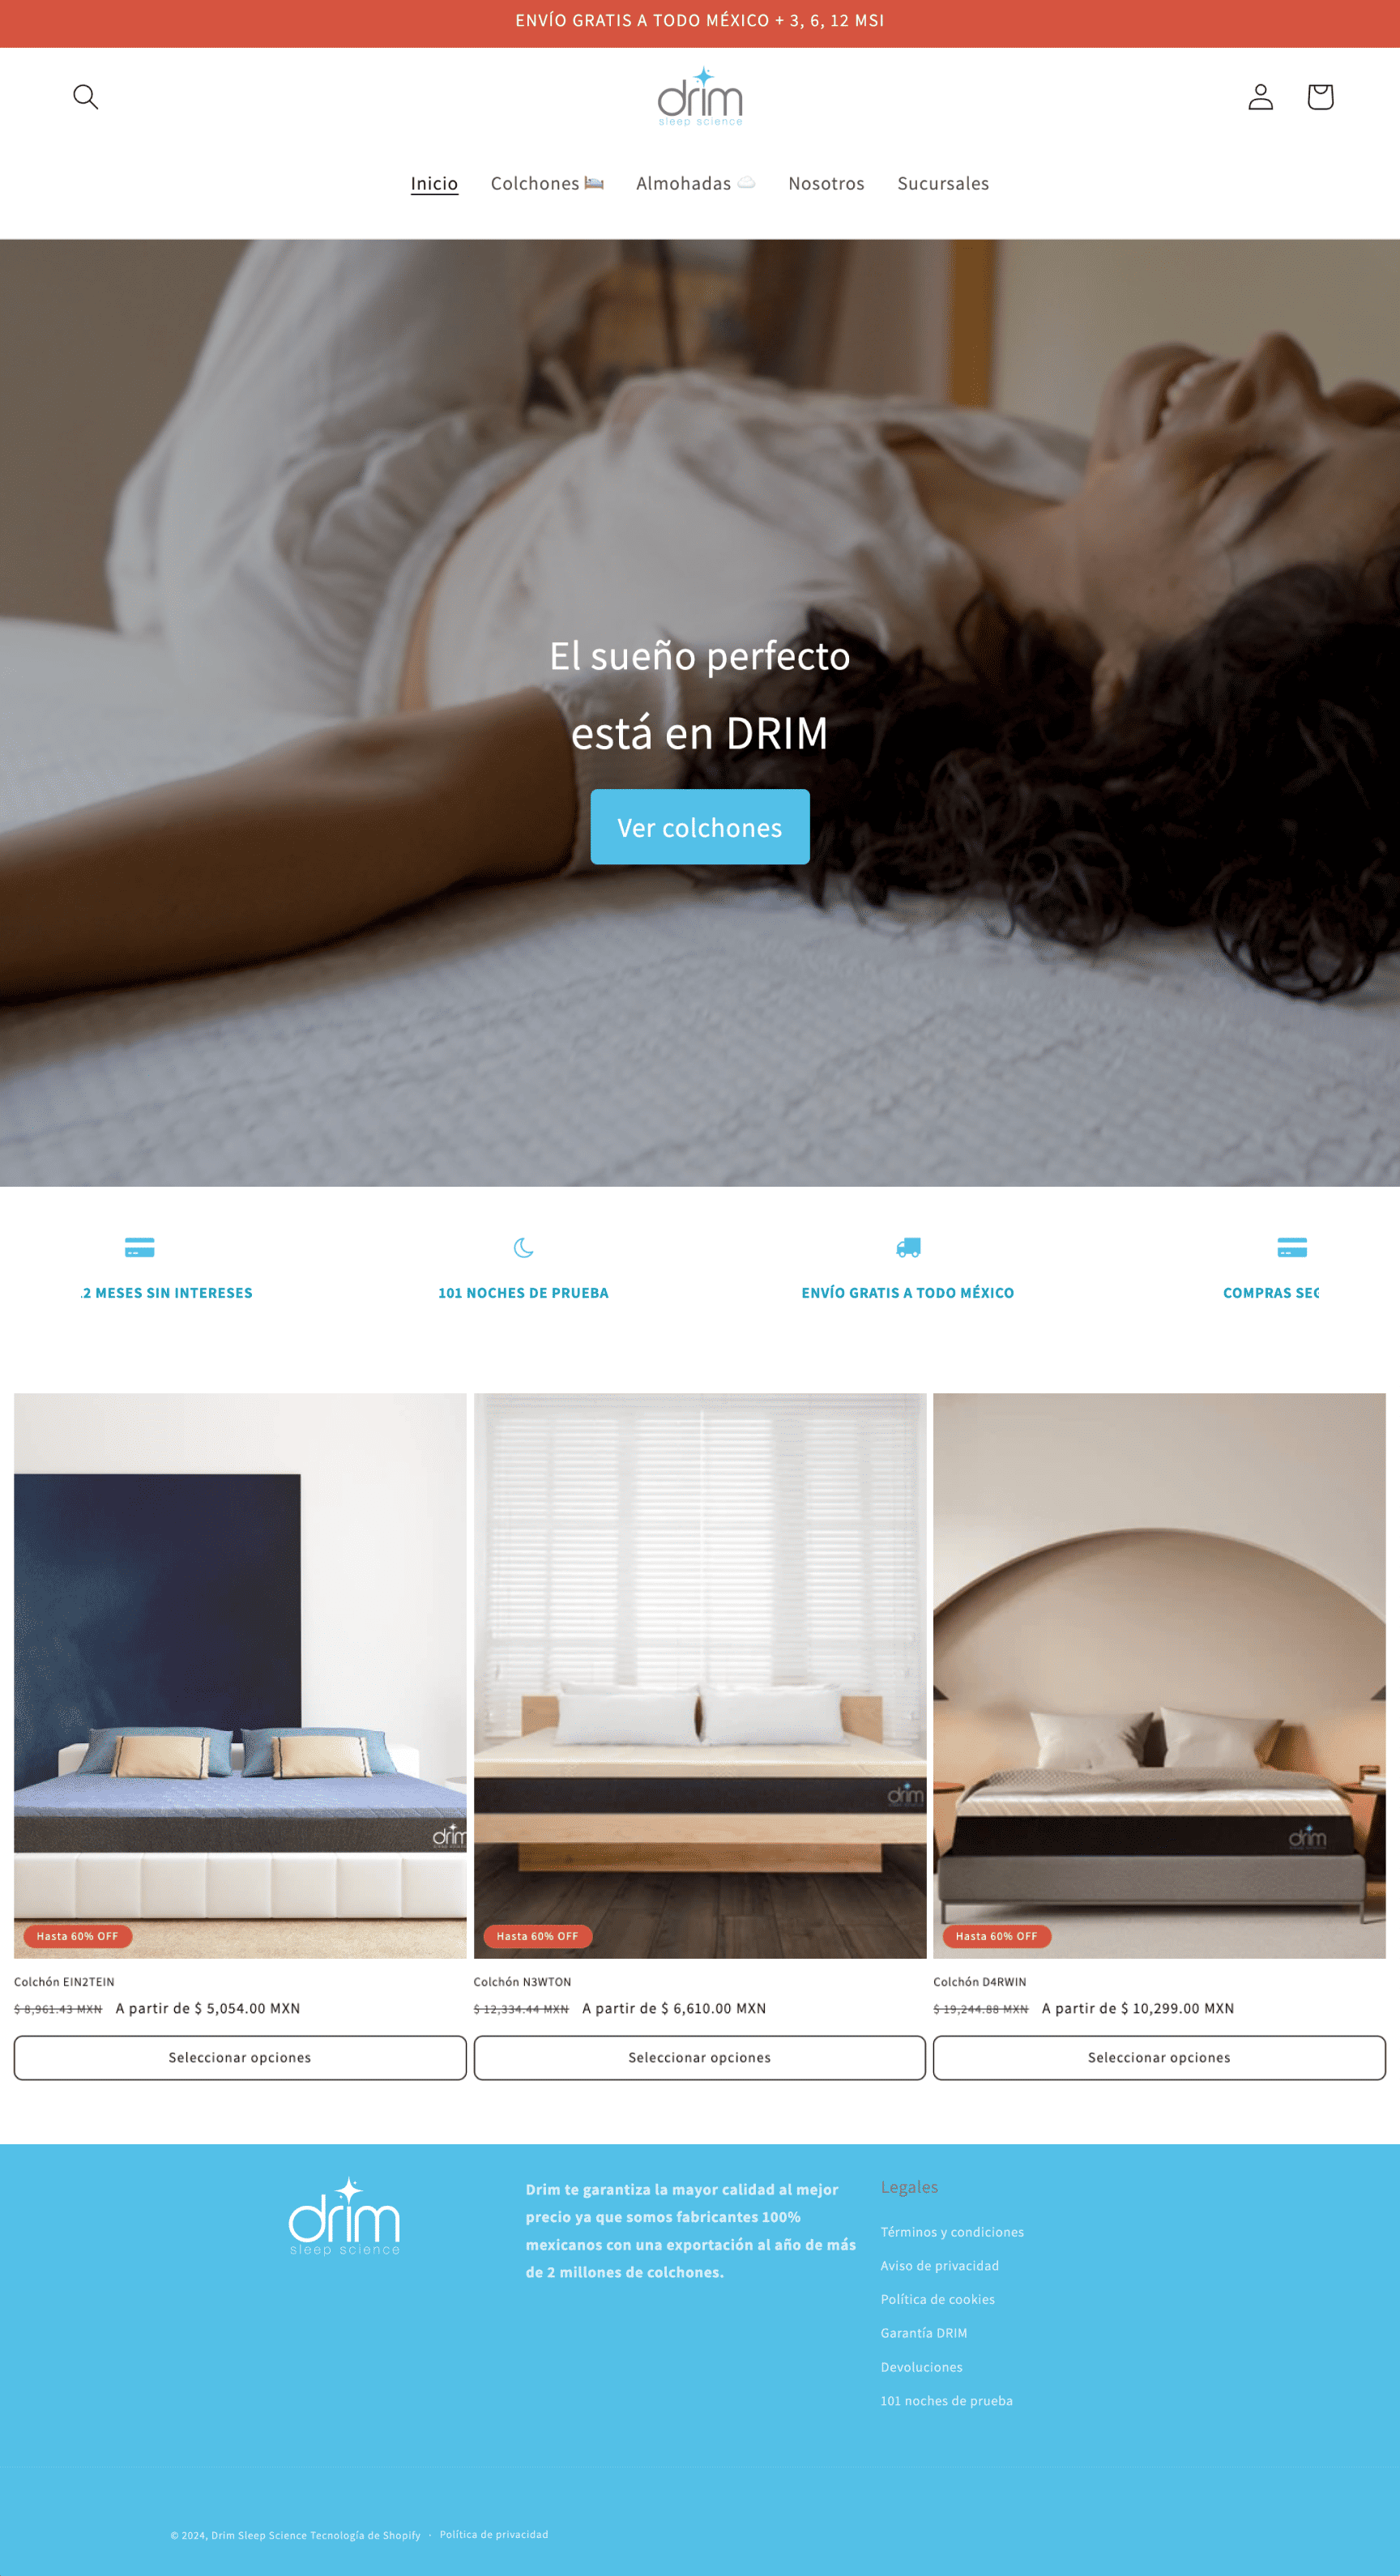 ENVÍO GRATIS A TODO MÉXICO + 3, 6, 12 MSI
drim
sleep science
Inicio Colchones Almohadas Nosotros Sucursales
El sueño perfecto
está en DRIM
Ver colchones
2 MESES SIN INTERESES
101 NOCHES DE PRUEBA
ENVÍO GRATIS A TODO MÉXICO
COMPRAS
drim
drim
drim
Hasta 60% OFF
Hasta 60% OFF
Hasta 60% OFF
Colchón EIN2TEIN
$ 8,961.43 MXN A partir de $ 5,054.00 MXN
Seleccionar opciones
Colchón N3WTON
$ 12,334.44 MXN A partir de $ 6,610.00 MXN
Seleccionar opciones
Colchón D4RWIN
$ 19,244.88 MXN A partir de $ 10,299.00 MXN
Seleccionar opciones
drim
sleep science
Drim te garantiza la mayor calidad al mejor
precio ya que somos fabricantes 100%
mexicanos con una exportación al año de más
de 2 millones de colchones.
Legales
Términos y condiciones
Aviso de privacidad
Política de cookies
Garantía DRIM
Devoluciones
101 noches de prueba
© 2024, Drim Sleep Science Tecnología de Shopify · Política de privacidad